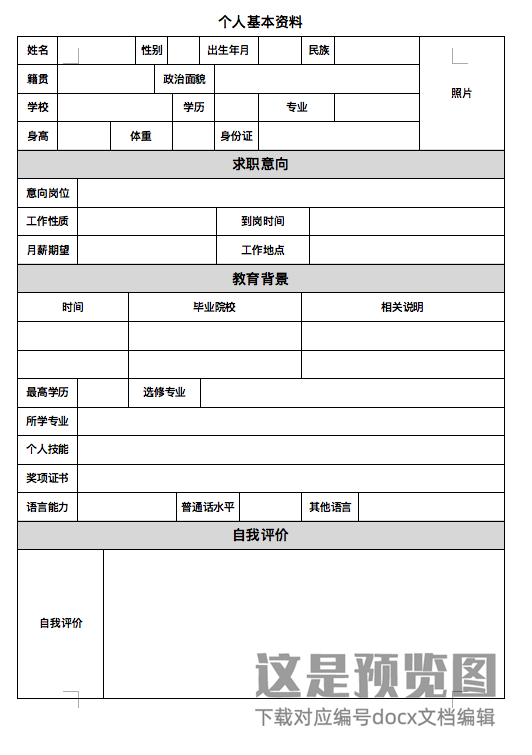 个人基本资料
姓名 性别 出生年月 民族
籍贯 政治面貌
照片
学校 学历 专业
身高 体重 身份证
求职意向
意向岗位
工作性质 到岗时间
月薪期望 工作地点
教育背景
时间 毕业院校 相关说明
最高学历 选修专业
所学专业
个人技能
奖项证书
语言能力 普通话水平 其他语言
自我评价
自我评价
这是预览图
下载对应编号docx文档编辑